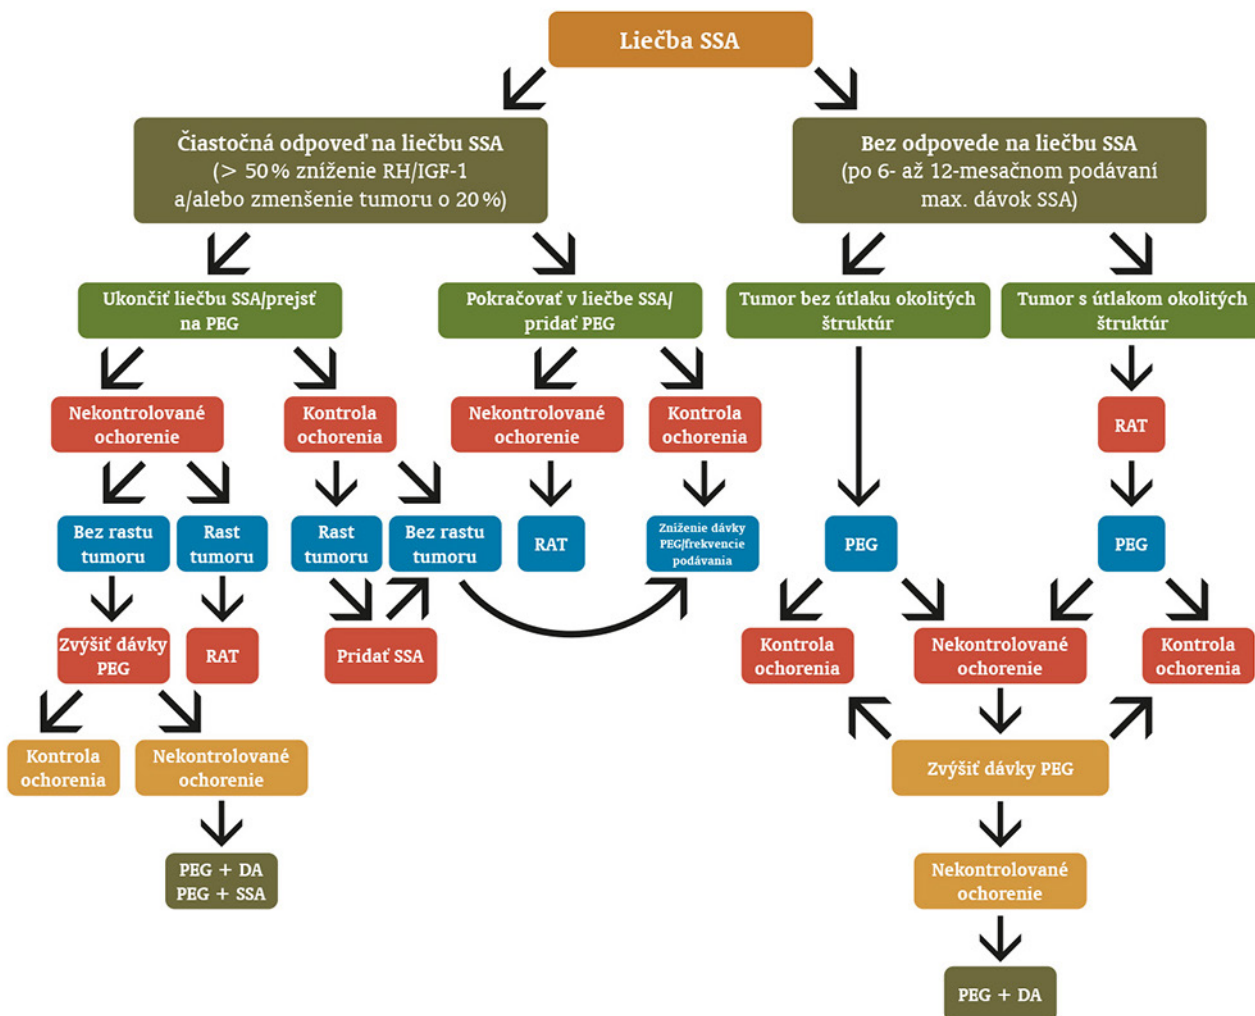 Liečba SSA
Čiastočná odpoveď na liečbu SSA
(> 50 % zníženie RH/IGF-1
a/alebo zmenšenie tumoru o 20 %)
Bez odpovede na liečbu SSA
(po 6- až 12-mesačnom podávaní
max. dávok SSA)
Ukončiť liečbu SSA/prejsť
na PEG
Pokračovať v liečbe SSA/
pridať PEG
Tumor bez útlaku okolitých
štruktúr
Tumor s útlakom okolitých
štruktúr
Nekontrolované
ochorenie
Kontrola
ochorenia
Nekontrolované
ochorenie
Kontrola
ochorenia
RAT
Bez rastu
tumoru
Rast
tumoru
Rast
tumoru
Bez rastu
tumoru
RAT
Zníženie dávky
PEG/frekvencie
podávania
PEG
PEG
Zvýšiť dávky
PEG
RAT
Pridať SSA
Kontrola
ochorenia
Nekontrolované
ochorenie
Kontrola
ochorenia
Kontrola
ochorenia
Nekontrolované
ochorenie
Zvýšiť dávky PEG
PEG + DA
PEG + SSA
Nekontrolované
ochorenie
PEG + DA